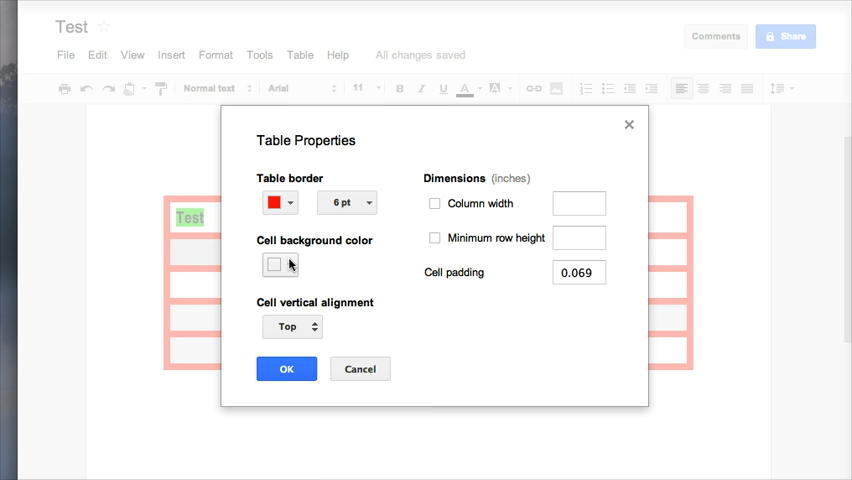 Test
File Edit View Insert Format Tools Table Help All changes saved
Comments Share
Normal text Arial 11 B I U A A
Table Properties
Table border
6 pt
Cell background color
Cell vertical alignment
Top
OK Cancel
Dimensions (inches)
Column width
Minimum row height
Cell padding 0.069
Test